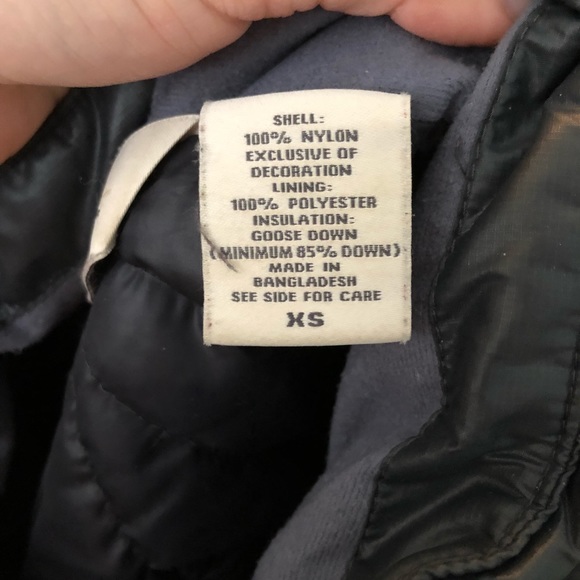 SHELL:
100% NYLON
EXCLUSIVE OF
DECORATION
LINING:
100% POLYESTER
INSULATION:
GOOSE DOWN
(MINIMUM 85% DOWN)
MADE IN
BANGLADESH
SEE SIDE FOR CARE
XS